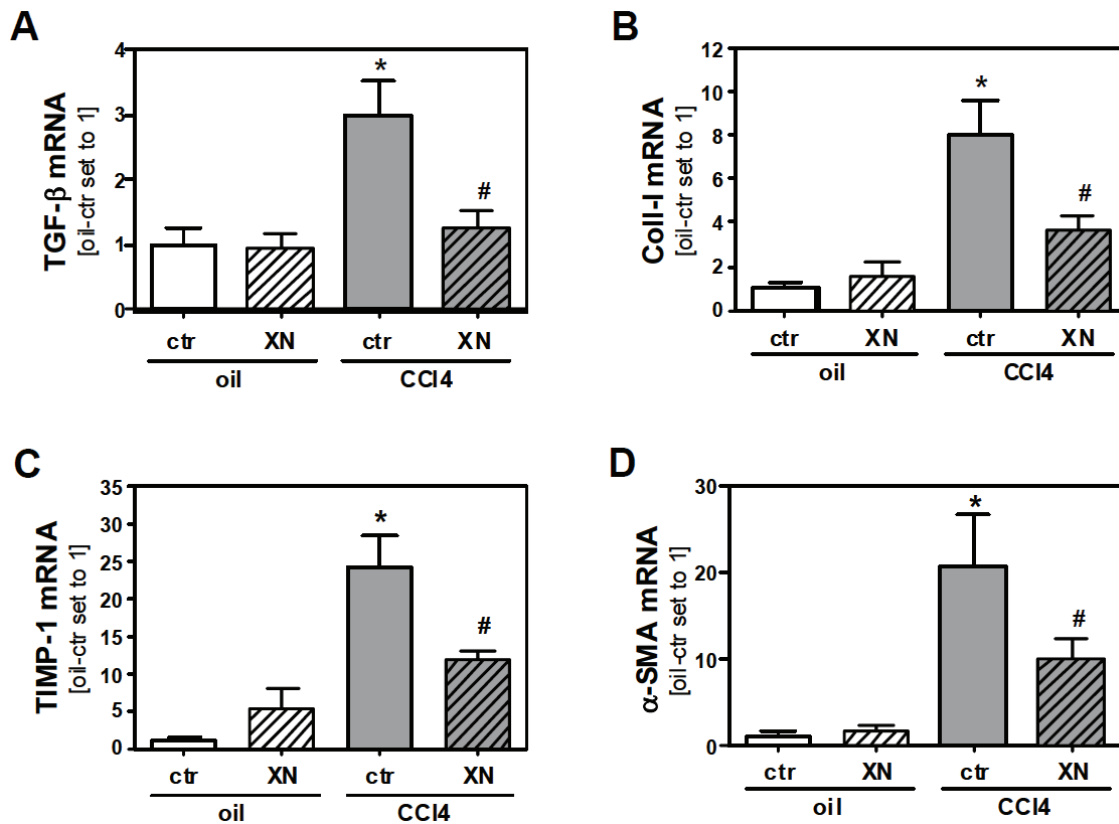 A
TGF-β mRNA
[oil-ctr set to 1]
4
3
2
1
0
*
#
ctr XN ctr XN
oil CCl4
B
Coll-I mRNA
[oil-ctr set to 1]
12
10
8
6
4
2
0
*
#
ctr XN ctr XN
oil CCl4
C
TIMP-1 mRNA
[oil-ctr set to 1]
35
30
25
20
15
10
5
0
*
#
ctr XN ctr XN
oil CCl4
D
α-SMA mRNA
[oil-ctr set to 1]
30
20
10
0
*
#
ctr XN ctr XN
oil CCl4